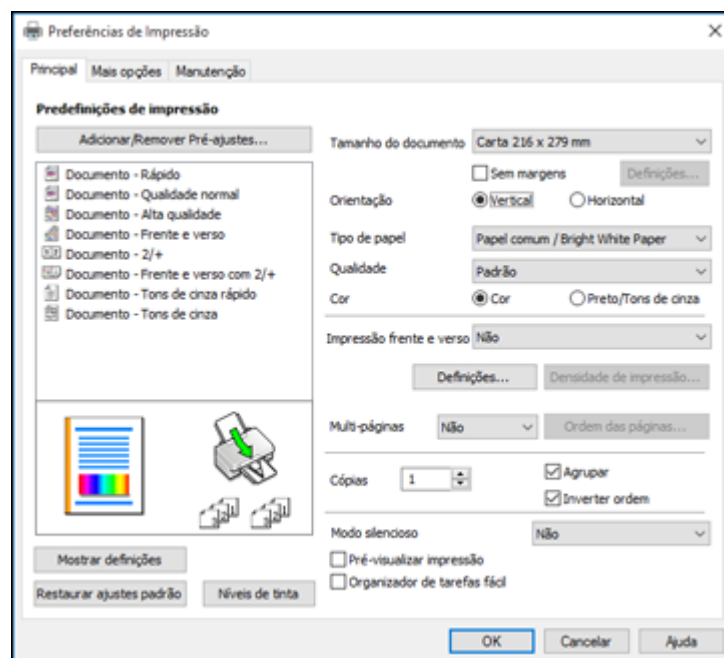 Preferências de Impressão
Principal Mais opções Manutenção
Predefinições de impressão
Adicionar/Remover Pré-ajustes...
Documento - Rápido
Documento - Qualidade normal
Documento - Alta qualidade
Documento - Frente e verso
Documento - 2/+
Documento - Frente e verso com 2/+
Documento - Tons de cinza rápido
Documento - Tons de cinza
Mostrar definições
Restaurar ajustes padrão Níveis de tinta
Tamanho do documento Carta 216 x 279 mm
Sem margens Definições...
Orientação Vertical Horizontal
Tipo de papel Papel comum / Bright White Paper
Qualidade Padrão
Cor Cor Preto/Tons de cinza
Impressão frente e verso Não
Definições... Densidade de impressão...
Multi-páginas Não Ordem das páginas...
Cópias 1 Agrupar
Inverter ordem
Modo silencioso Não
Pré-visualizar impressão
Organizador de tarefas fácil
OK Cancelar Ajuda